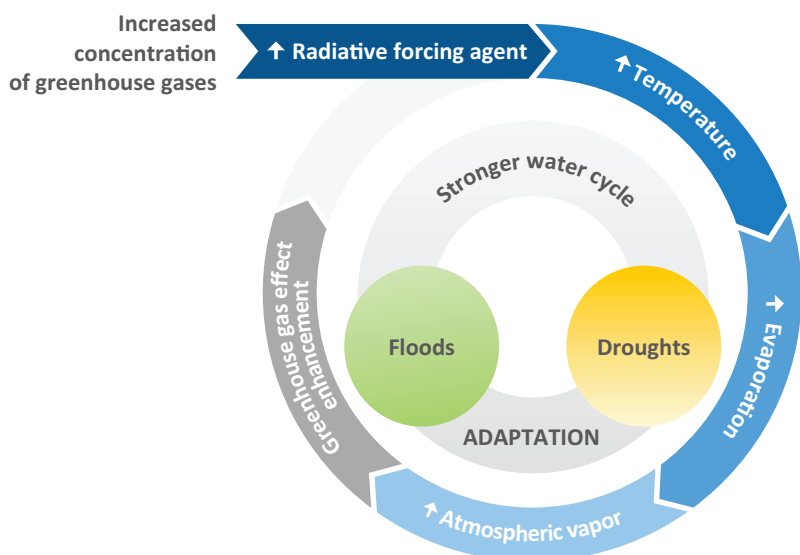 Increased
concentration
of greenhouse gases
↑ Radiative forcing agent
↑ Temperature
↑ Evaporation
↑ Atmospheric vapor
Greenhouse gas effect
enhancement
Stronger water cycle
Floods
Droughts
ADAPTATION